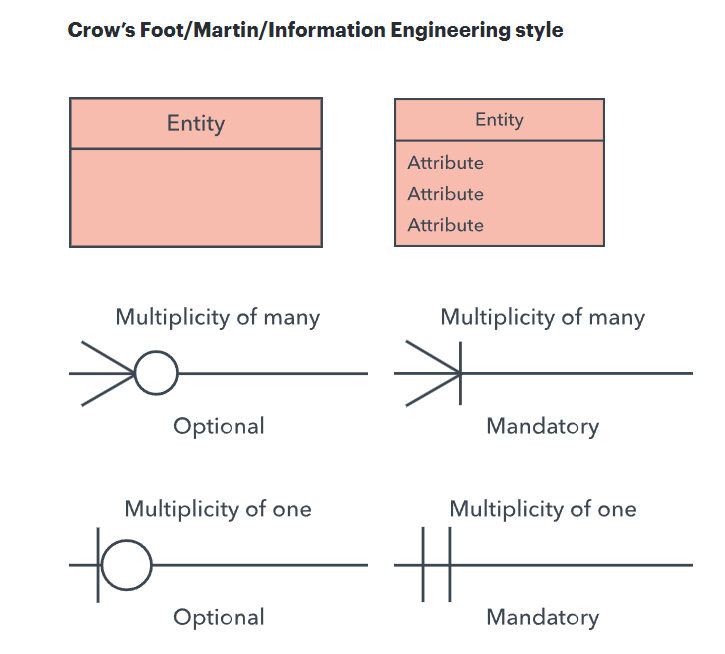 Crow’s Foot/Martin/Information Engineering style
Entity
Entity
Attribute
Attribute
Attribute
Multiplicity of many
Optional
Multiplicity of many
Mandatory
Multiplicity of one
Optional
Multiplicity of one
Mandatory